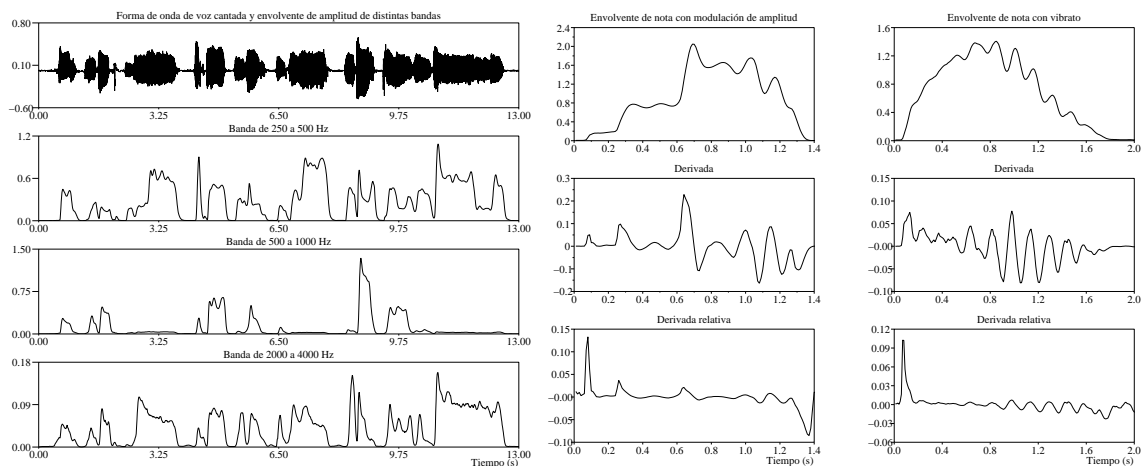 Forma de onda de voz cantada y envolvente de amplitud de distintas bandas
0.80
0.10
−0.60
0.00 3.25 6.50 9.75 13.00
Banda de 250 a 500 Hz
1.2
0.6
0.0
0.00 3.25 6.50 9.75 13.00
Banda de 500 a 1000 Hz
1.50
0.75
0.00
0.00 3.25 6.50 9.75 13.00
Banda de 2000 a 4000 Hz
0.18
0.09
0.00
0.00 3.25 6.50 9.75 13.00
Tiempo (s)
Envolvente de nota con modulación de amplitud
2.4
2.0
1.6
1.2
0.8
0.4
0.0
0 0.2 0.4 0.6 0.8 1.0 1.2 1.4
Derivada
0.3
0.2
0.1
0
−0.1
−0.2
0 0.2 0.4 0.6 0.8 1.0 1.2 1.4
Derivada relativa
0.15
0.10
0.05
−0.00
−0.05
−0.10
0 0.2 0.4 0.6 0.8 1.0 1.2 1.4
Tiempo (s)
Envolvente de nota con vibrato
1.6
1.2
0.8
0.4
0.0
0.0 0.4 0.8 1.2 1.6 2.0
Derivada
0.15
0.10
0.05
−0.00
−0.05
−0.10
0.0 0.4 0.8 1.2 1.6 2.0
Derivada relativa
0.12
0.09
0.06
0.03
0.00
−0.03
−0.06
0.0 0.4 0.8 1.2 1.6 2.0
Tiempo (s)